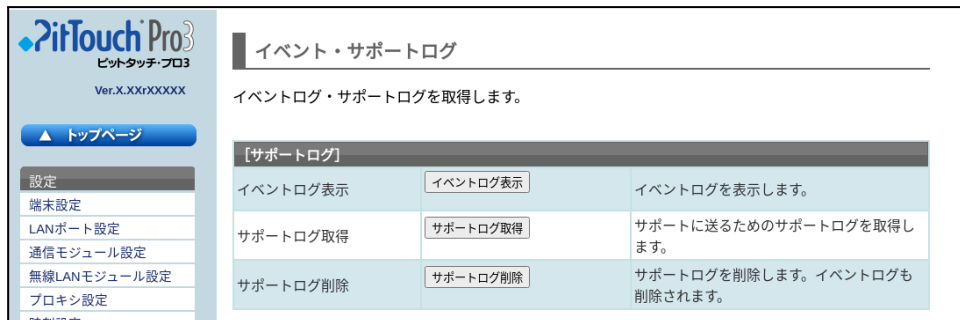 PitTouch Pro3
ピットタッチ・プロ3
Ver.X.XXrXXXXX
▲ トップページ
設定
端末設定
LANポート設定
通信モジュール設定
無線LANモジュール設定
プロキシ設定
イベント・サポートログ
イベントログ・サポートログを取得します。
［サポートログ］
イベントログ表示 イベントログ表示 イベントログを表示します。
サポートログ取得 サポートログ取得 サポートに送るためのサポートログを取得し
ます。
サポートログ削除 サポートログ削除 サポートログを削除します。イベントログも
削除されます。